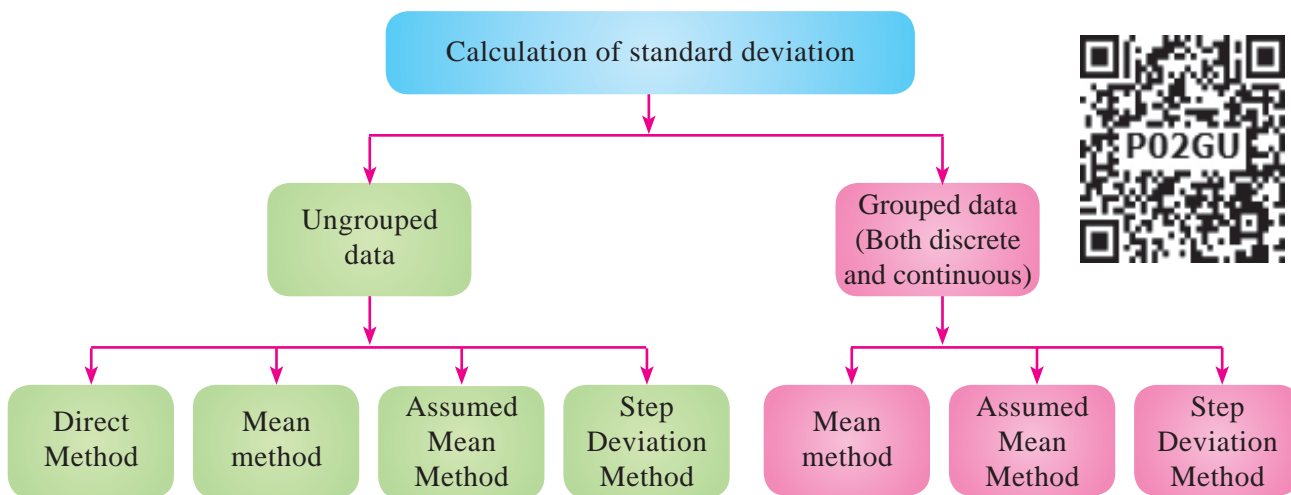 Calculation of standard deviation
P02GU
Ungrouped
data
Grouped data
(Both discrete
and continuous)
Direct
Method
Mean
method
Assumed
Mean
Method
Step
Deviation
Method
Mean
method
Assumed
Mean
Method
Step
Deviation
Method